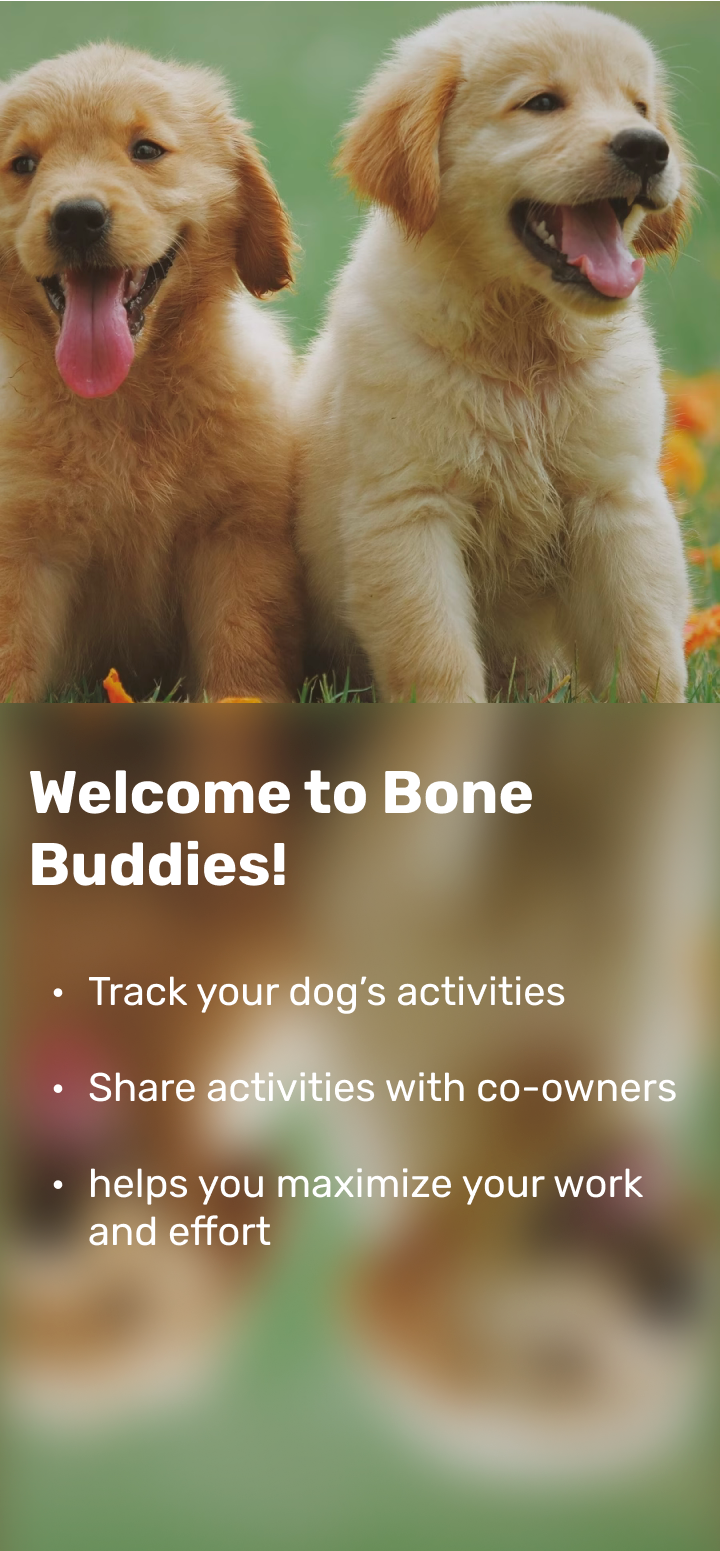 Welcome to Bone
Buddies!
• Track your dog’s activities
• Share activities with co-owners
• helps you maximize your work
and effort